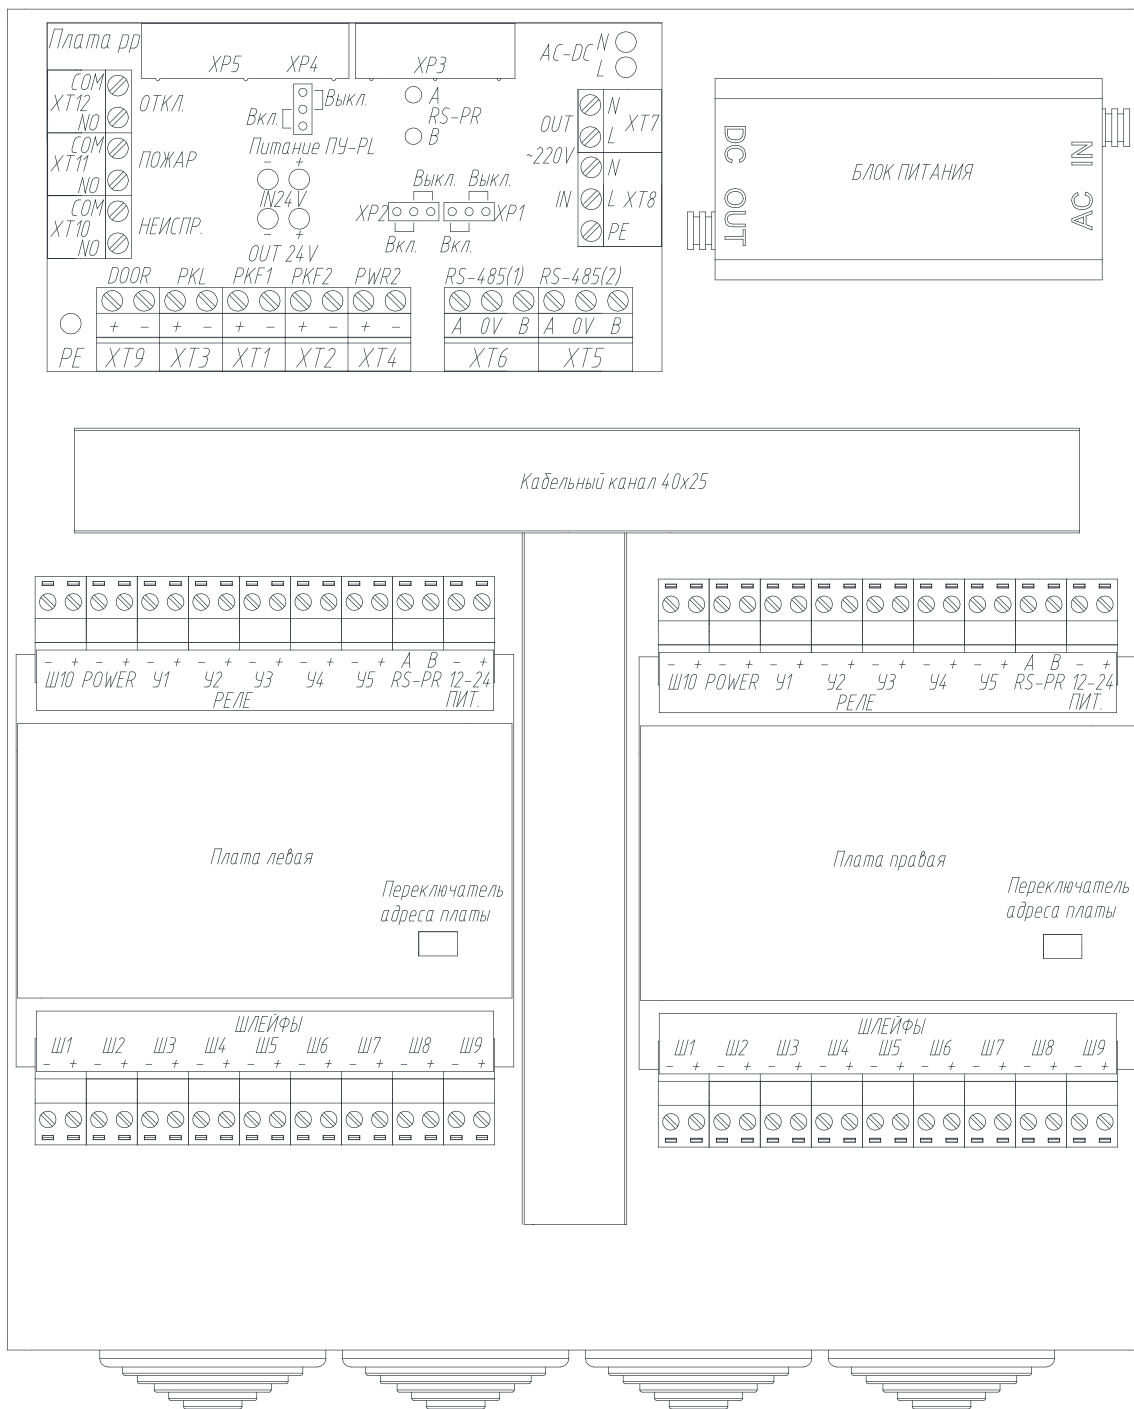 Плата рр
XP5 XP4 XP3
AC-DC N
L
COM
XT12
NO
ОТКЛ.
COM
XT11
NO
ПОЖАР
COM
XT10
NO
НЕИСПР.
Выкл.
Вкл.
Питание ПУ-PL
- +
IN24V
- +
OUT 24V
A
RS-PR
B
Выкл. Выкл.
XP2 XP1
Вкл. Вкл.
OUT N XT7
L
~220V
N
IN L XT8
PE
DOOR PKL PKF1 PKF2 PWR2 RS-485(1) RS-485(2)
+ - + - + - + - + - A 0V B A 0V B
PE XT9 XT3 XT1 XT2 XT4 XT6 XT5
DC OUT
БЛОК ПИТАНИЯ
AC IN
Кабельный канал 40х25
- + - + - + - + - + - + - + A B - +
Ш10 POWER У1 У2 У3 У4 У5 RS-PR 12-24
РЕЛЕ ПИТ.
Плата левая
Переключатель
адреса платы
ШЛЕЙФЫ
Ш1 Ш2 Ш3 Ш4 Ш5 Ш6 Ш7 Ш8 Ш9
- + - + - + - + - + - + - + - + - +
- + - + - + - + - + - + - + A B - +
Ш10 POWER У1 У2 У3 У4 У5 RS-PR 12-24
РЕЛЕ ПИТ.
Плата правая
Переключатель
адреса платы
ШЛЕЙФЫ
Ш1 Ш2 Ш3 Ш4 Ш5 Ш6 Ш7 Ш8 Ш9
- + - + - + - + - + - + - + - + - +